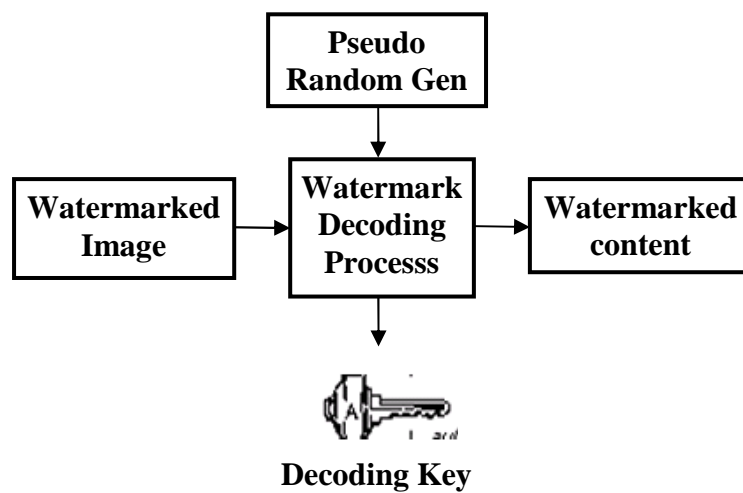 Pseudo
Random Gen
Watermarked
Image
Watermark
Decoding
Processs
Watermarked
content
A
Decoding Key